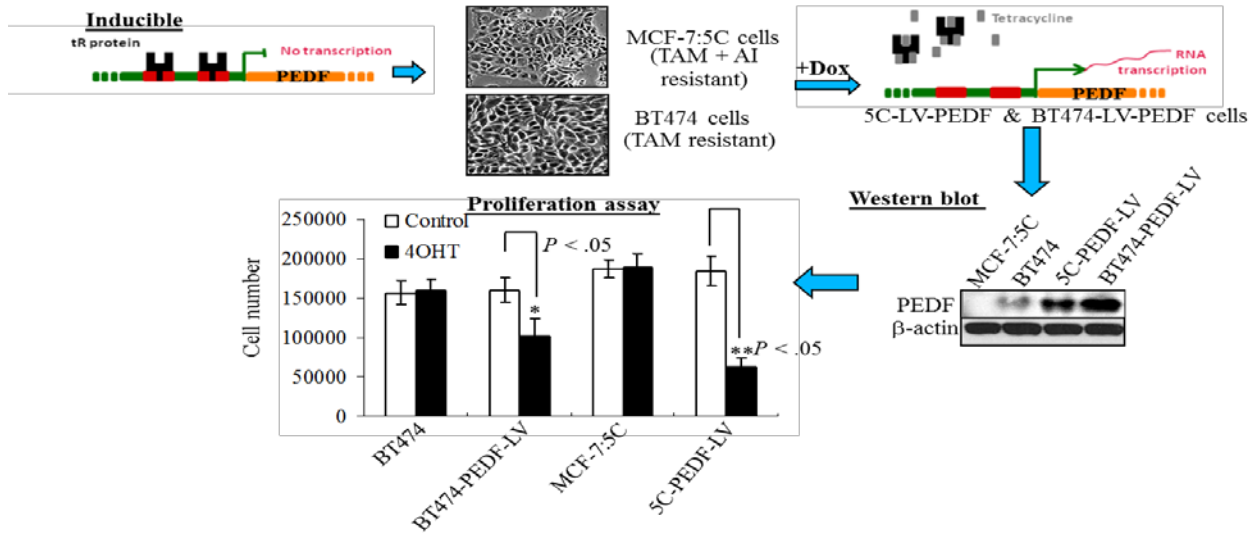 Inducible
tR protein
No transcription
PEDF
MCF-7:5C cells
(TAM + AI
resistant)
BT474 cells
(TAM resistant)
+Dox
Tetracycline
RNA
transcription
PEDF
5C-LV-PEDF & BT474-LV-PEDF cells
Western blot
MCF-7:5C
BT474
5C-PEDF-LV
BT474-PEDF-LV
PEDF
β-actin
Proliferation assay
Control
4OHT
P < .05
*
**P < .05
Cell number
250000
200000
150000
100000
50000
0
BT474
BT474-PEDF-LV
MCF-7:5C
5C-PEDF-LV